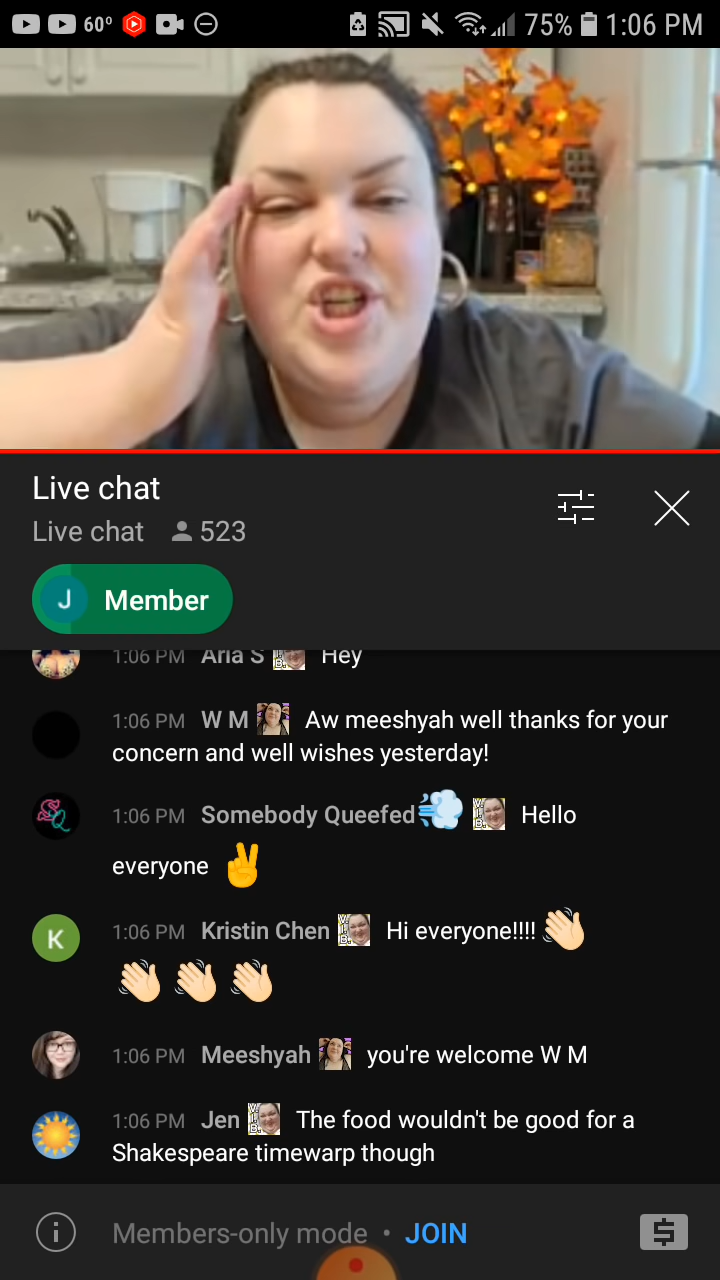 60º 75% 1:06 PM
Live chat
Live chat 523
J Member
1:06 PM Aria S Hey
1:06 PM W M Aw meeshyah well thanks for your
concern and well wishes yesterday!
SQ 1:06 PM Somebody Queefed💨 Hello
everyone ✌
K 1:06 PM Kristin Chen Hi everyone!!!! 👋🏻
👋🏻 👋🏻 👋🏻
1:06 PM Meeshyah you're welcome W M
1:06 PM Jen The food wouldn't be good for a
Shakespeare timewarp though
Members-only mode • JOIN